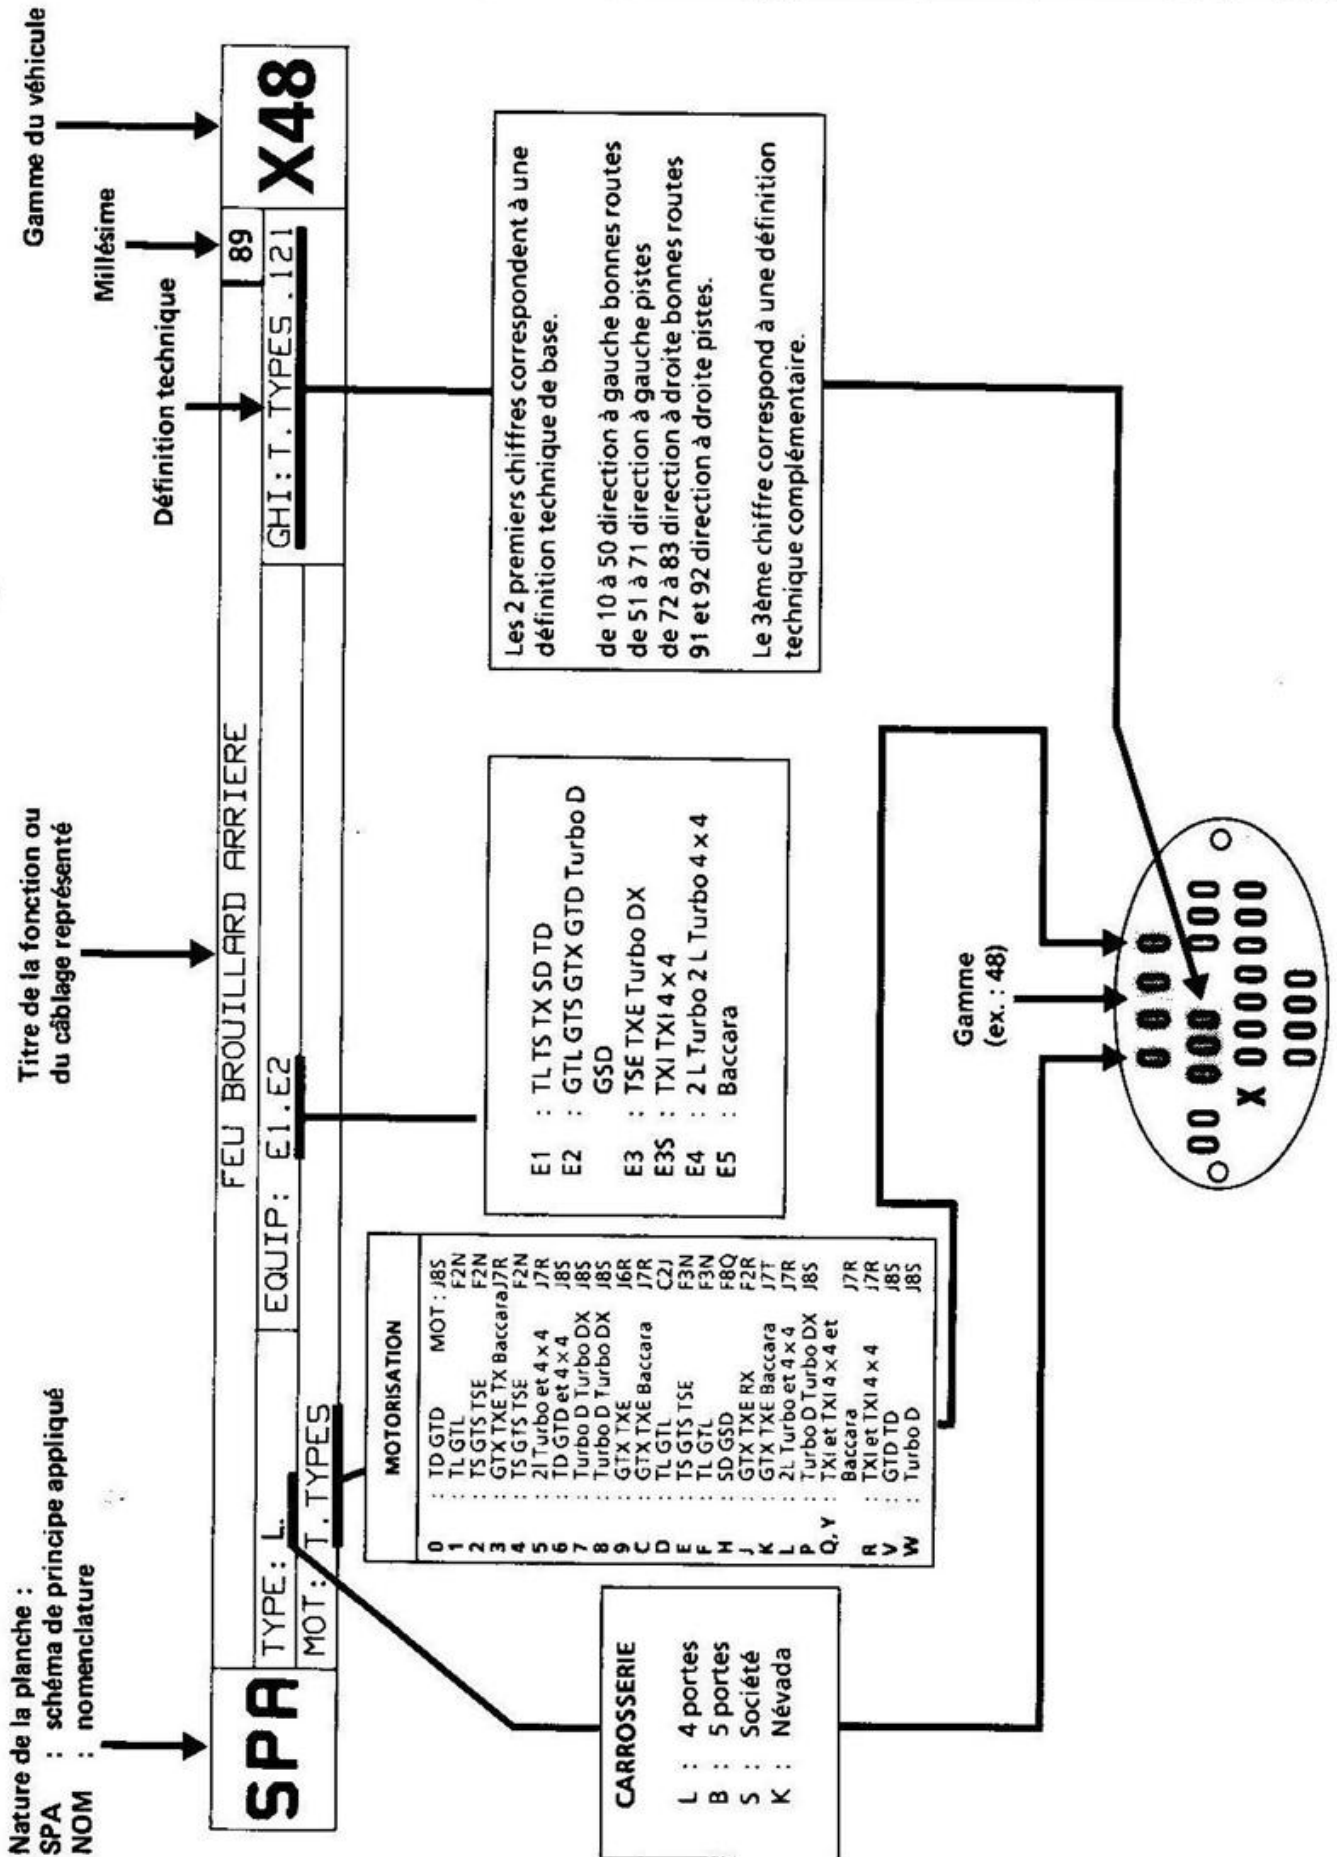 Nature de la planche :
SPA : schéma de principe appliqué
NOM : nomenclature
Titre de la fonction ou
du câblage représenté
Définition technique
Millésime
Gamme du véhicule
SPA
FEU BROUILLARD ARRIERE
89
X48
TYPE: L.
EQUIP: E1.E2
GHI: T.TYPES .121
MOT: T.TYPES
CARROSSERIE
L : 4 portes
B : 5 portes
S : Société
K : Névada
MOTORISATION
0 : TD GTD MOT : J8S
1 : TL GTL F2N
2 : TS GTS TSE F2N
3 : GTX TXE TX Baccara J7R
4 : TS GTS TSE F2N
5 : 2l Turbo et 4 x 4 J7R
6 : TD GTD et 4 x 4 J8S
7 : Turbo D Turbo DX J8S
8 : Turbo D Turbo DX J8S
9 : GTX TXE J6R
C : GTX TXE Baccara J7R
D : TL GTL C2J
E : TS GTS TSE F3N
F : TL GTL F3N
H : SD GSD F8Q
J : GTX TXE RX F2R
K : GTX TXE Baccara J7T
L : 2L Turbo et 4 x 4 J7R
P : Turbo D Turbo DX J8S
Q, Y : TXI et TXI 4 x 4 et
Baccara J7R
R : TXI et TXI 4 x 4 J7R
V : GTD TD J8S
W : Turbo D J8S
E1 : TL TS TX SD TD
E2 : GTL GTS GTX GTD Turbo D
GSD
E3 : TSE TXE Turbo DX
E3S : TXI TXI 4 x 4
E4 : 2 L Turbo 2 L Turbo 4 x 4
E5 : Baccara
Les 2 premiers chiffres correspondent à une
définition technique de base.
de 10 à 50 direction à gauche bonnes routes
de 51 à 71 direction à gauche pistes
de 72 à 83 direction à droite bonnes routes
91 et 92 direction à droite pistes.
Le 3ème chiffre correspond à une définition
technique complémentaire.
Gamme
(ex. : 48)
0 0 0 0
00 000 000
X 0000000
0000